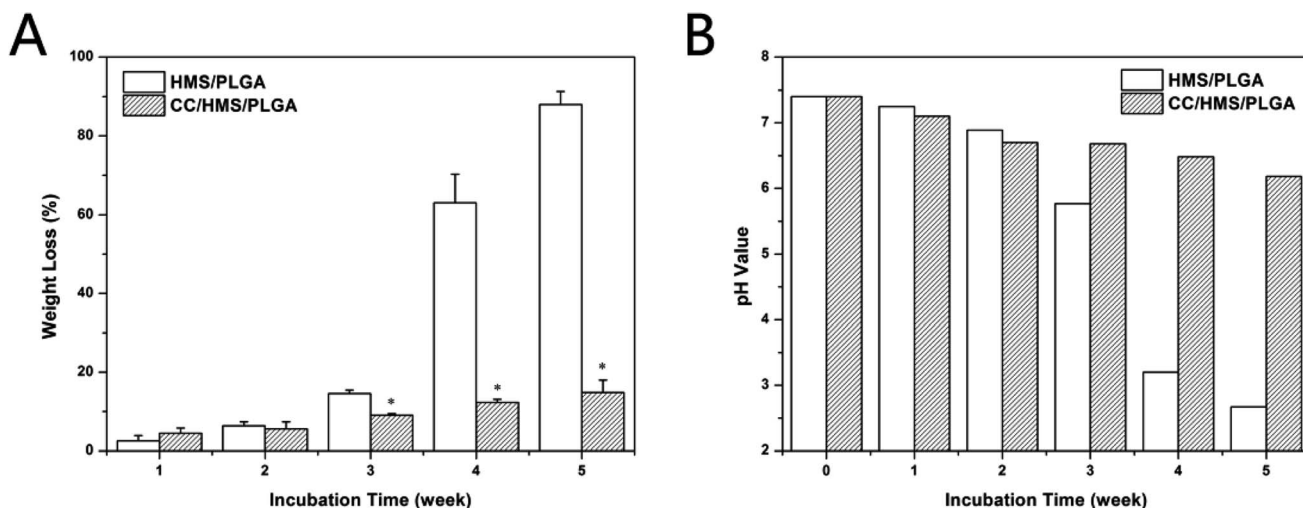 A
100
80
60
40
20
0
Weight Loss (%)
HMS/PLGA
CC/HMS/PLGA
*
*
*
1 2 3 4 5
Incubation Time (week)
B
8
7
6
5
4
3
2
pH Value
HMS/PLGA
CC/HMS/PLGA
0 1 2 3 4 5
Incubation Time (week)